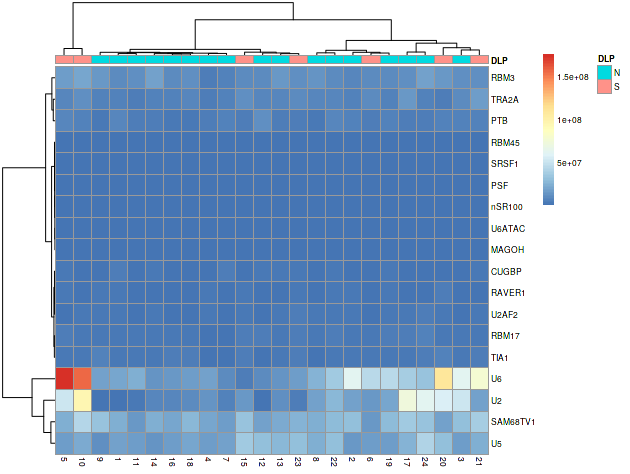 DLP
RBM3
TRA2A
PTB
RBM45
SRSF1
PSF
nSR100
U6ATAC
MAGOH
CUGBP
RAVER1
U2AF2
RBM17
TIA1
U6
U2
SAM68TV1
U5
5 10 9 1 11 14 16 18 4 7 15 12 13 23 8 22 2 6 19 17 24 20 3 21
1.5e+08
1e+08
5e+07
DLP
N
S